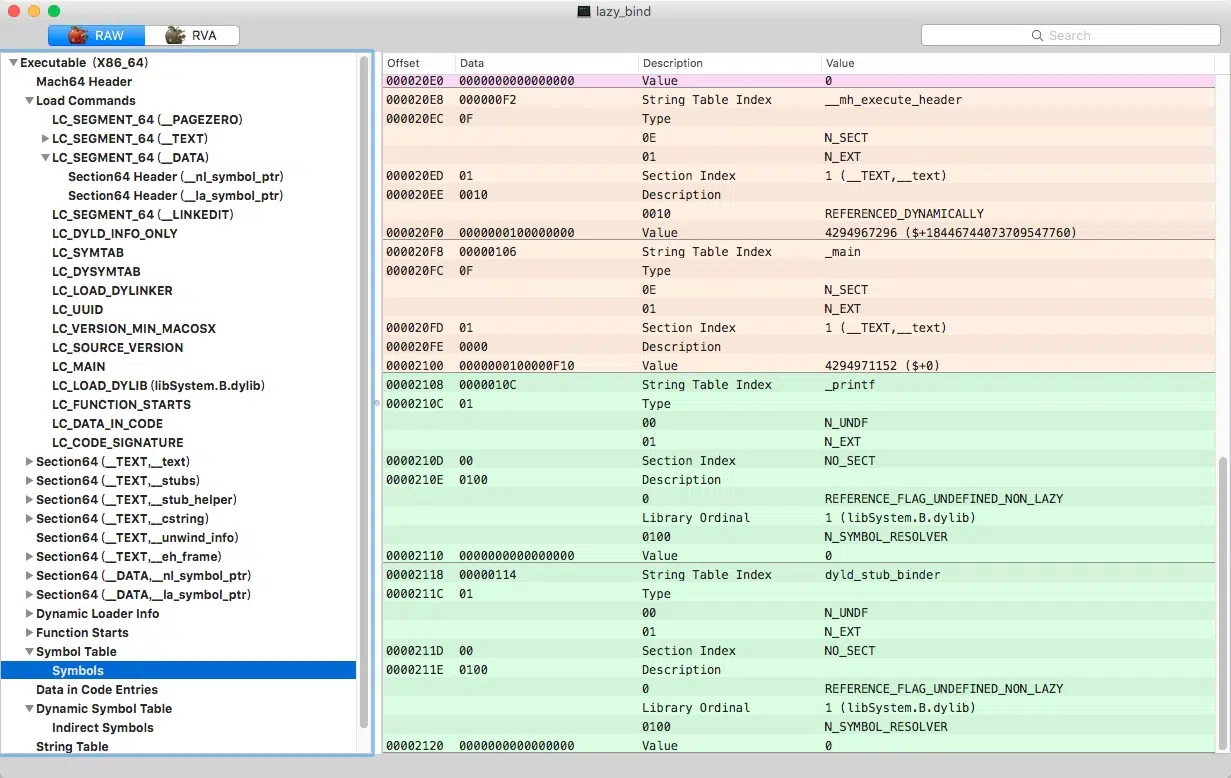 lazy_bind
RAW RVA Search
Executable (X86_64)
Mach64 Header
Load Commands
LC_SEGMENT_64 (__PAGEZERO)
LC_SEGMENT_64 (__TEXT)
LC_SEGMENT_64 (__DATA)
Section64 Header (__nl_symbol_ptr)
Section64 Header (__la_symbol_ptr)
LC_SEGMENT_64 (__LINKEDIT)
LC_DYLD_INFO_ONLY
LC_SYMTAB
LC_DYSYMTAB
LC_LOAD_DYLINKER
LC_UUID
LC_VERSION_MIN_MACOSX
LC_SOURCE_VERSION
LC_MAIN
LC_LOAD_DYLIB (libSystem.B.dylib)
LC_FUNCTION_STARTS
LC_DATA_IN_CODE
LC_CODE_SIGNATURE
Section64 (__TEXT,__text)
Section64 (__TEXT,__stubs)
Section64 (__TEXT,__stub_helper)
Section64 (__TEXT,__cstring)
Section64 (__TEXT,__unwind_info)
Section64 (__TEXT,__eh_frame)
Section64 (__DATA,__nl_symbol_ptr)
Section64 (__DATA,__la_symbol_ptr)
Dynamic Loader Info
Function Starts
Symbol Table
Symbols
Data in Code Entries
Dynamic Symbol Table
Indirect Symbols
String Table
Offset Data Description Value
000020E0 0000000000000000 Value 0
000020E8 000000F2 String Table Index __mh_execute_header
000020EC 0F Type
0E N_SECT
01 N_EXT
000020ED 01 Section Index 1 (__TEXT,__text)
000020EE 0010 Description
0010 REFERENCED_DYNAMICALLY
000020F0 0000000100000000 Value 4294967296 ($+18446744073709547760)
000020F8 00000106 String Table Index _main
000020FC 0F Type
0E N_SECT
01 N_EXT
000020FD 01 Section Index 1 (__TEXT,__text)
000020FE 0000 Description
00002100 0000000100000F10 Value 4294971152 ($+0)
00002108 0000010C String Table Index _printf
0000210C 01 Type
00 N_UNDF
01 N_EXT
0000210D 00 Section Index NO_SECT
0000210E 0100 Description
0 REFERENCE_FLAG_UNDEFINED_NON_LAZY
Library Ordinal 1 (libSystem.B.dylib)
0100 N_SYMBOL_RESOLVER
00002110 0000000000000000 Value 0
00002118 00000114 String Table Index dyld_stub_binder
0000211C 01 Type
00 N_UNDF
01 N_EXT
0000211D 00 Section Index NO_SECT
0000211E 0100 Description
0 REFERENCE_FLAG_UNDEFINED_NON_LAZY
Library Ordinal 1 (libSystem.B.dylib)
0100 N_SYMBOL_RESOLVER
00002120 0000000000000000 Value 0